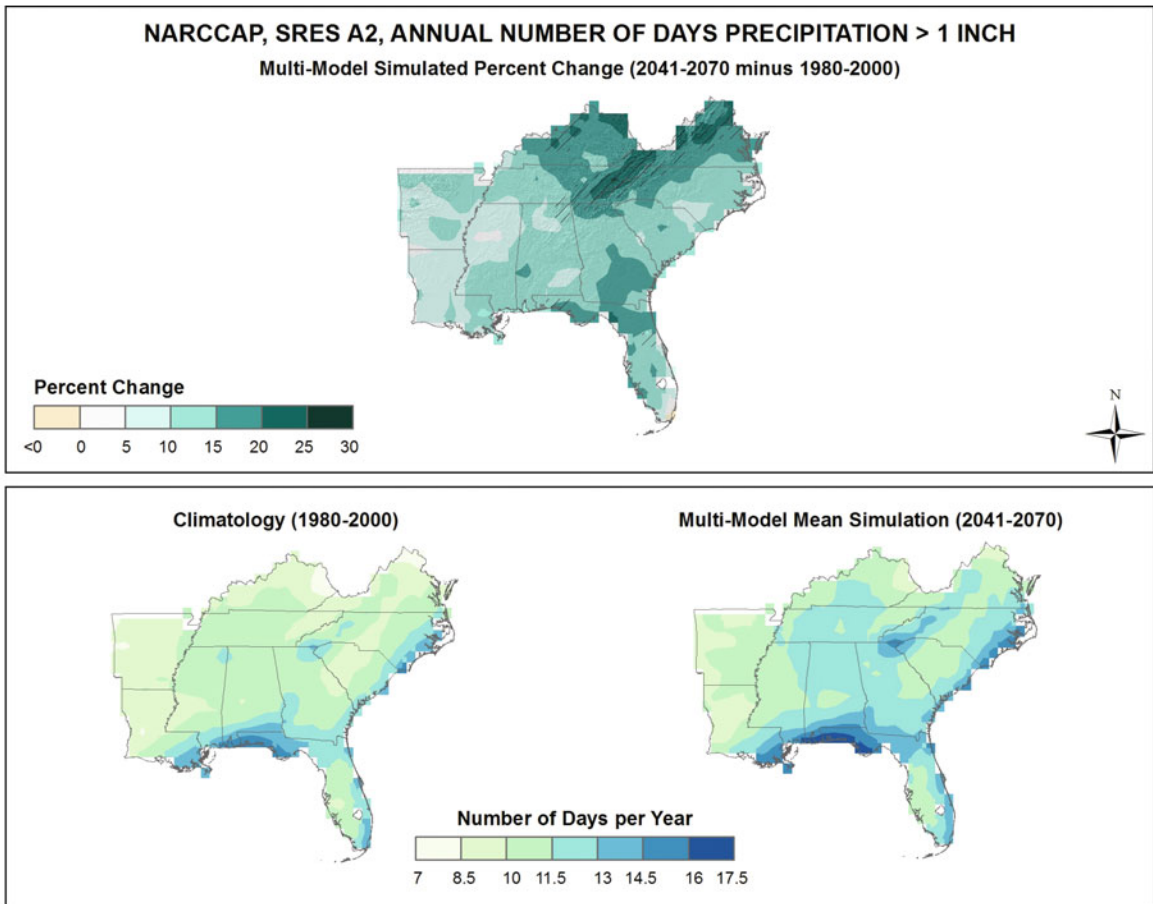 NARCCAP, SRES A2, ANNUAL NUMBER OF DAYS PRECIPITATION > 1 INCH
Multi-Model Simulated Percent Change (2041-2070 minus 1980-2000)
Percent Change
<0 0 5 10 15 20 25 30
N
Climatology (1980-2000)
Multi-Model Mean Simulation (2041-2070)
Number of Days per Year
7 8.5 10 11.5 13 14.5 16 17.5